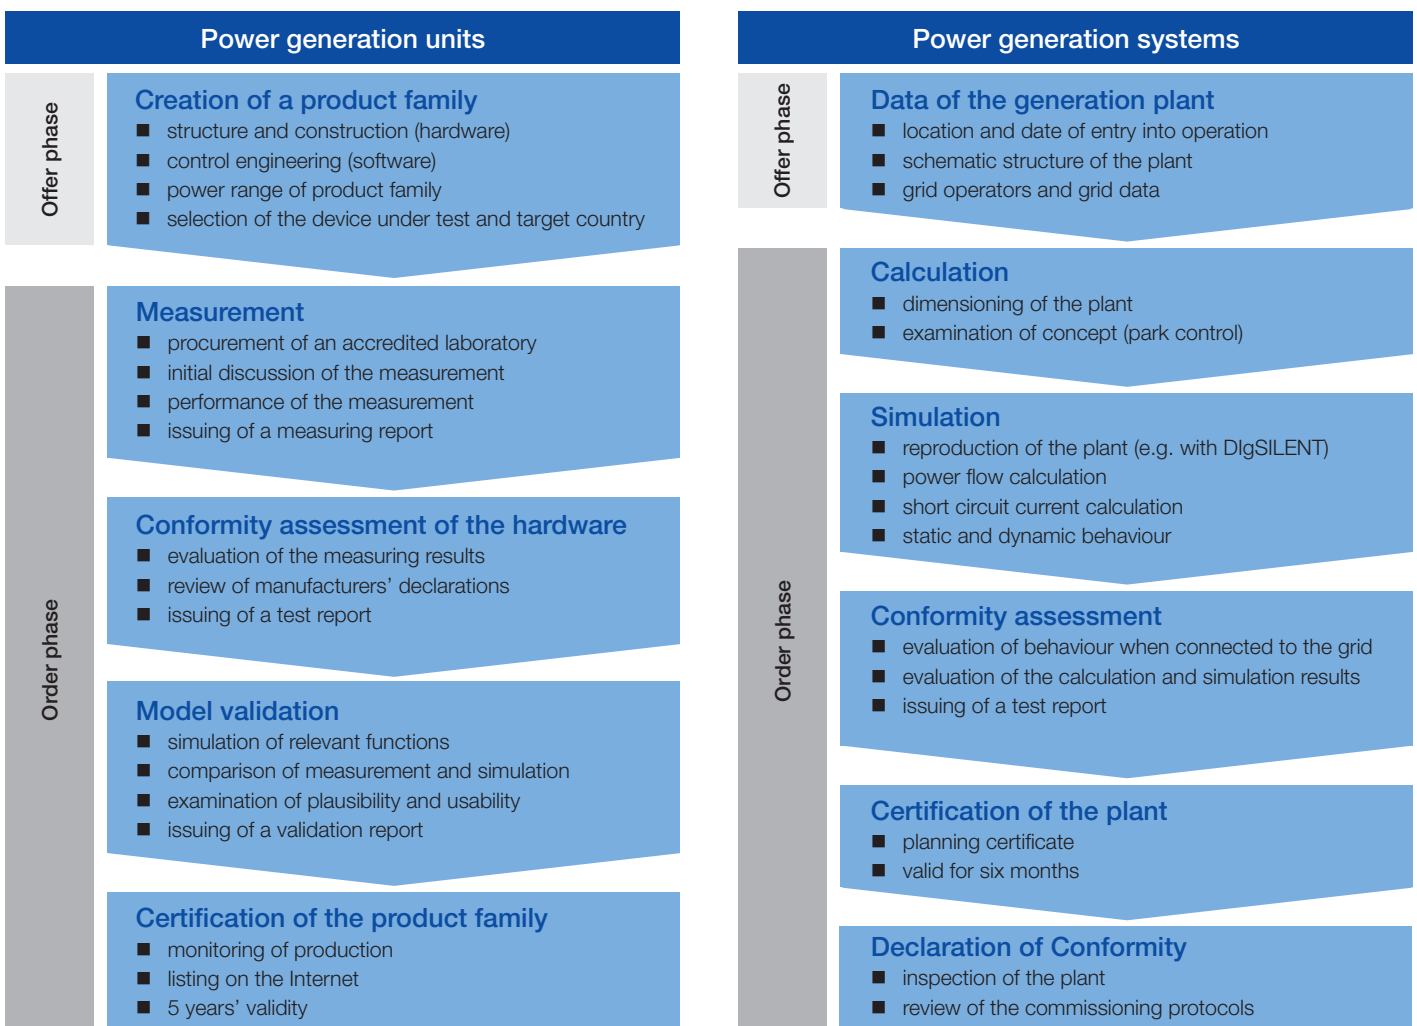 Power generation units
Offer phase
Creation of a product family
■ structure and construction (hardware)
■ control engineering (software)
■ power range of product family
■ selection of the device under test and target country
Order phase
Measurement
■ procurement of an accredited laboratory
■ initial discussion of the measurement
■ performance of the measurement
■ issuing of a measuring report
Conformity assessment of the hardware
■ evaluation of the measuring results
■ review of manufacturers’ declarations
■ issuing of a test report
Model validation
■ simulation of relevant functions
■ comparison of measurement and simulation
■ examination of plausibility and usability
■ issuing of a validation report
Certification of the product family
■ monitoring of production
■ listing on the Internet
■ 5 years’ validity
Power generation systems
Offer phase
Data of the generation plant
■ location and date of entry into operation
■ schematic structure of the plant
■ grid operators and grid data
Order phase
Calculation
■ dimensioning of the plant
■ examination of concept (park control)
Simulation
■ reproduction of the plant (e.g. with DIgSILENT)
■ power flow calculation
■ short circuit current calculation
■ static and dynamic behaviour
Conformity assessment
■ evaluation of behaviour when connected to the grid
■ evaluation of the calculation and simulation results
■ issuing of a test report
Certification of the plant
■ planning certificate
■ valid for six months
Declaration of Conformity
■ inspection of the plant
■ review of the commissioning protocols